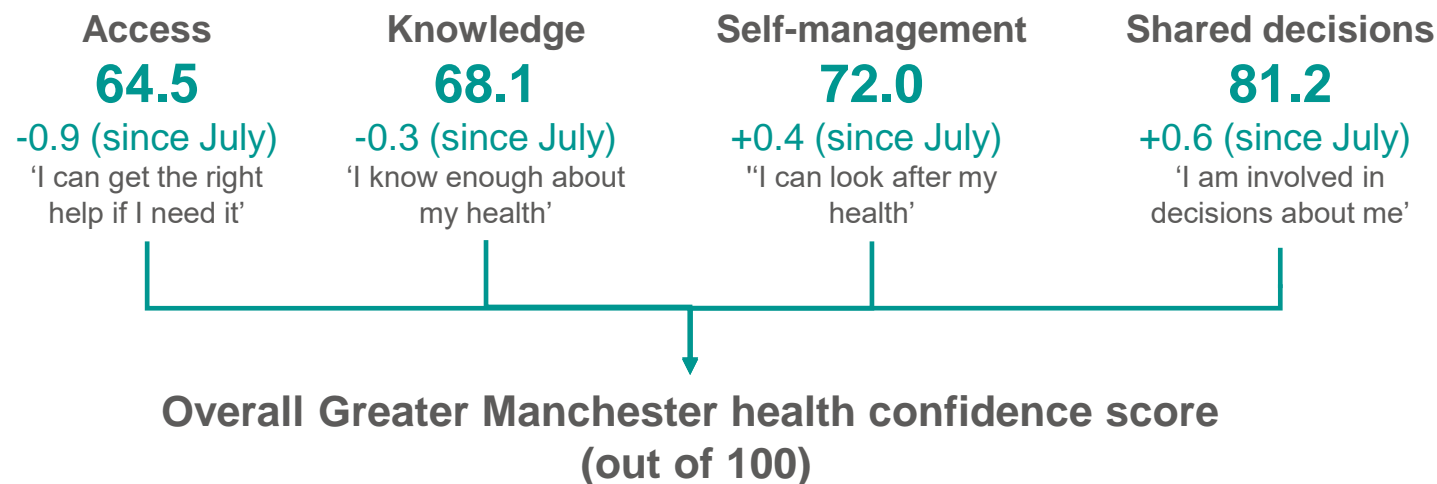 Access
64.5
-0.9 (since July)
‘I can get the right
help if I need it’
Knowledge
68.1
-0.3 (since July)
‘I know enough about
my health’
Self-management
72.0
+0.4 (since July)
"‘I can look after my
health’
Shared decisions
81.2
+0.6 (since July)
‘I am involved in
decisions about me’
Overall Greater Manchester health confidence score
(out of 100)